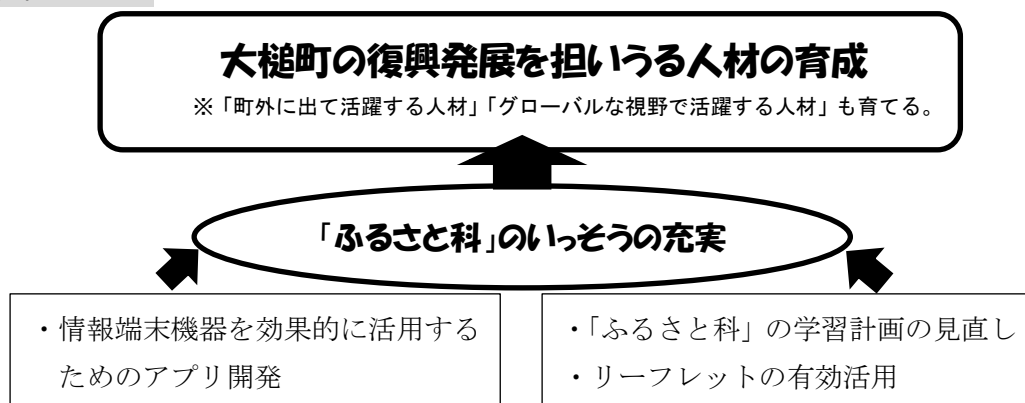 大槌町の復興発展を担いうる人材の育成
※「町外に出て活躍する人材」「グローバルな視野で活躍する人材」も育てる。
「ふるさと科」のいっそうの充実
・情報端末機器を効果的に活用する
ためのアプリ開発
・「ふるさと科」の学習計画の見直し
・リーフレットの有効活用